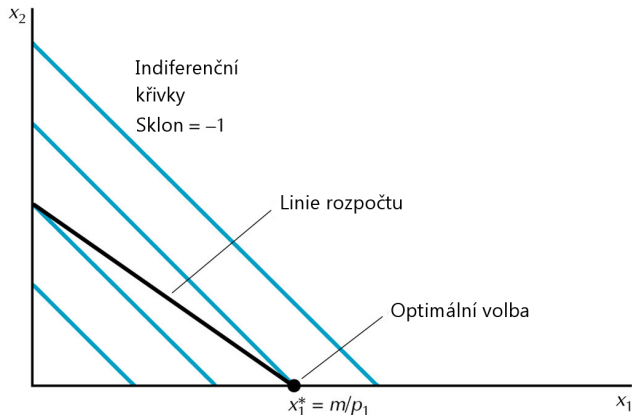 x₂
Indiferenční
křivky
Sklon = –1
Linie rozpočtu
Optimální volba
x₁* = m/p₁
x₁